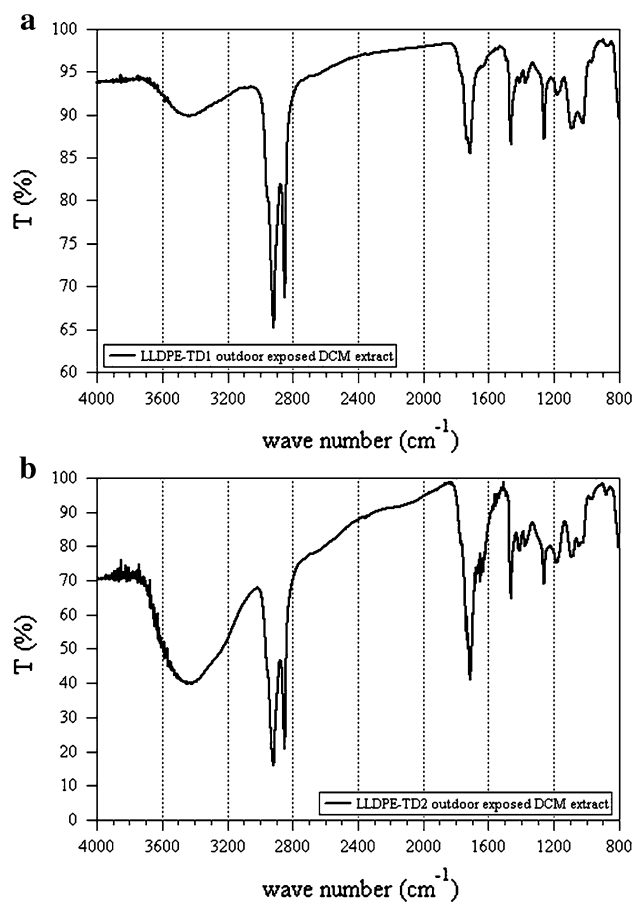 a
100
95
90
85
80
75
70
65
60
T (%)
LLDPE-TD1 outdoor exposed DCM extract
4000 3600 3200 2800 2400 2000 1600 1200 800
wave number (cm-1)
b
100
90
80
70
60
50
40
30
20
10
0
T (%)
LLDPE-TD2 outdoor exposed DCM extract
4000 3600 3200 2800 2400 2000 1600 1200 800
wave number (cm-1)